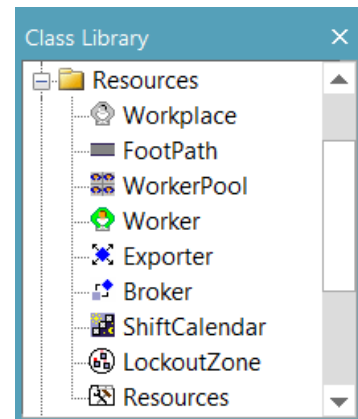 Class Library
Resources
Workplace
FootPath
WorkerPool
Worker
Exporter
Broker
ShiftCalendar
LockoutZone
Resources